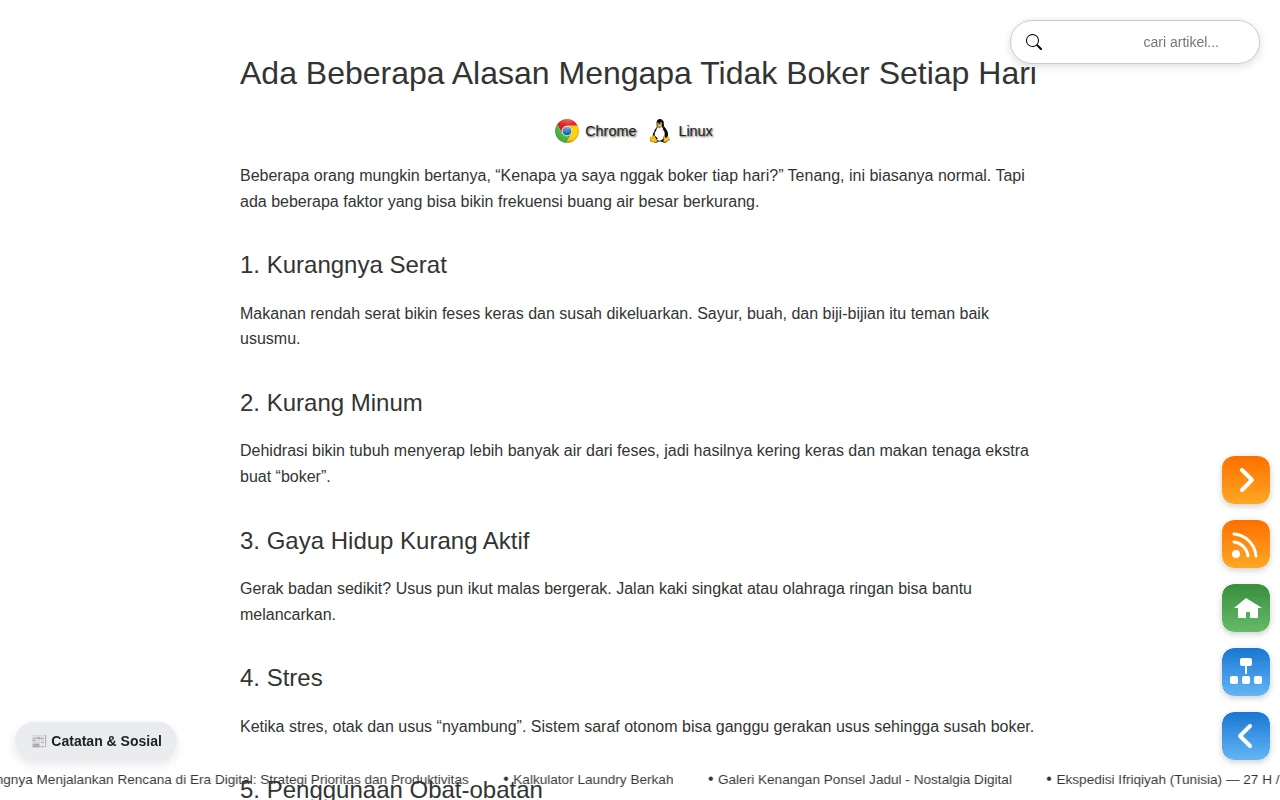 cari artikel...
Ada Beberapa Alasan Mengapa Tidak Boker Setiap Hari
Chrome Linux
Beberapa orang mungkin bertanya, “Kenapa ya saya nggak boker tiap hari?” Tenang, ini biasanya normal. Tapi
ada beberapa faktor yang bisa bikin frekuensi buang air besar berkurang.
1. Kurangnya Serat
Makanan rendah serat bikin feses keras dan susah dikeluarkan. Sayur, buah, dan biji-bijian itu teman baik
ususmu.
2. Kurang Minum
Dehidrasi bikin tubuh menyerap lebih banyak air dari feses, jadi hasilnya kering keras dan makan tenaga ekstra
buat “boker”.
3. Gaya Hidup Kurang Aktif
Gerak badan sedikit? Usus pun ikut malas bergerak. Jalan kaki singkat atau olahraga ringan bisa bantu
melancarkan.
4. Stres
Ketika stres, otak dan usus “nyambung”. Sistem saraf otonom bisa ganggu gerakan usus sehingga susah boker.
📰 Catatan & Sosial
ngnya Menjalankan Rencana di Era Digital: Strategi Prioritas dan Produktivitas • Kalkulator Laundry Berkah • Galeri Kenangan Ponsel Jadul - Nostalgia Digital • Ekspedisi Ifriqiyah (Tunisia) — 27 H /
5. Penggunaan Obat-obatan